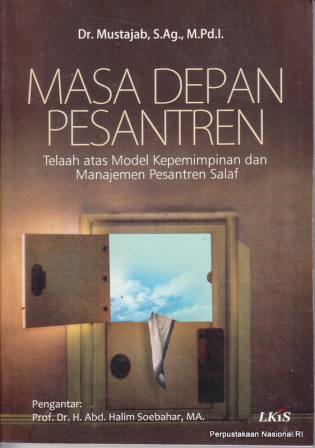 Dr. Mustajab, S.Ag., M.Pd.I.
MASA DEPAN
PESANTREN
Telaah atas Model Kepemimpinan dan
Manajemen Pesantren Salaf
Pengantar:
Prof. Dr. H. Abd. Halim Soebahar, MA.
LKiS
Perpustakaan Nasional RI